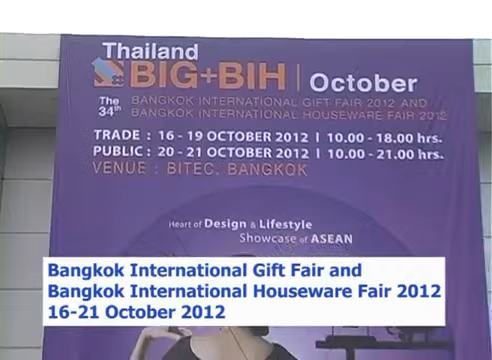 Thailand
BIG+BIH | October
The 34th BANGKOK INTERNATIONAL GIFT FAIR 2012 AND
BANGKOK INTERNATIONAL HOUSEWARE FAIR 2012
TRADE : 16 - 19 OCTOBER 2012 | 10.00 - 18.00 hrs.
PUBLIC : 20 - 21 OCTOBER 2012 | 10.00 - 21.00 hrs.
VENUE : BITEC, BANGKOK
Heart of Design & Lifestyle
Showcase of ASEAN
Bangkok International Gift Fair and
Bangkok International Houseware Fair 2012
16-21 October 2012